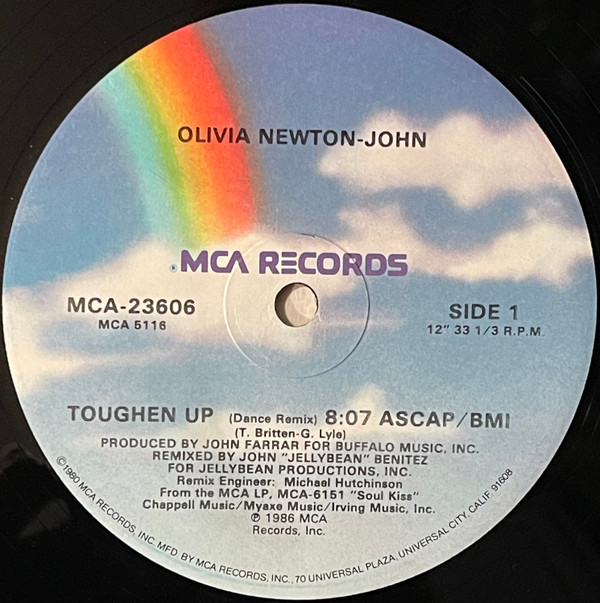 OLIVIA NEWTON-JOHN
MCA RECORDS
MCA-23606
MCA 5116
SIDE 1
12" 33 1/3 R.P.M.
TOUGHEN UP (Dance Remix) 8:07 ASCAP/BMI
(T. Britten-G. Lyle)
PRODUCED BY JOHN FARRAR FOR BUFFALO MUSIC, INC.
REMIXED BY JOHN "JELLYBEAN" BENITEZ
FOR JELLYBEAN PRODUCTIONS, INC.
Remix Engineer: Michael Hutchinson
From the MCA LP, MCA-6151 "Soul Kiss"
Chappell Music/Myaxe Music/Irving Music, Inc.
℗ 1986 MCA
Records, Inc.
©1980 MCA RECORDS, INC. MFD. BY MCA RECORDS, INC., 70 UNIVERSAL PLAZA, UNIVERSAL CITY, CALIF. 91608